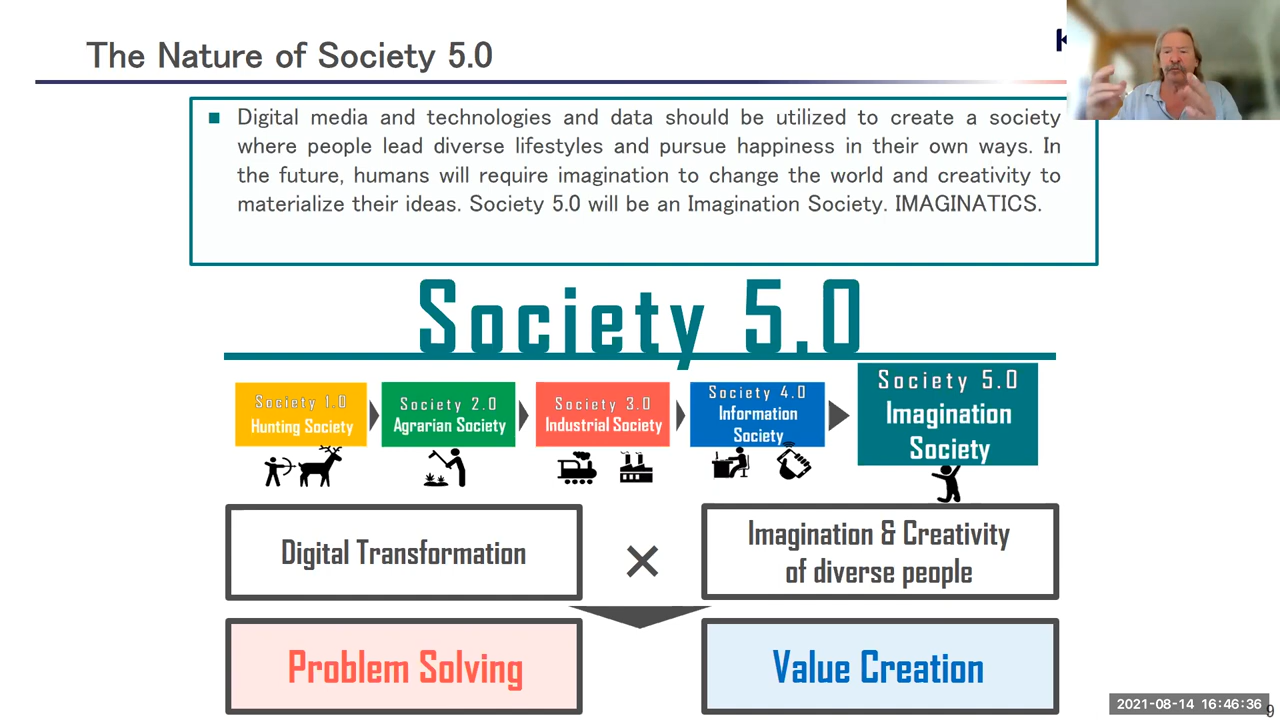 The Nature of Society 5.0
K
Digital media and technologies and data should be utilized to create a society
where people lead diverse lifestyles and pursue happiness in their own ways. In
the future, humans will require imagination to change the world and creativity to
materialize their ideas. Society 5.0 will be an Imagination Society. IMAGINATICS.
Society 5.0
Society 1.0
Hunting Society
Society 2.0
Agrarian Society
Society 3.0
Industrial Society
Society 4.0
Information
Society
Society 5.0
Imagination
Society
Digital Transformation
×
Imagination & Creativity
of diverse people
Problem Solving
Value Creation
2021-08-14 16:46:36
9